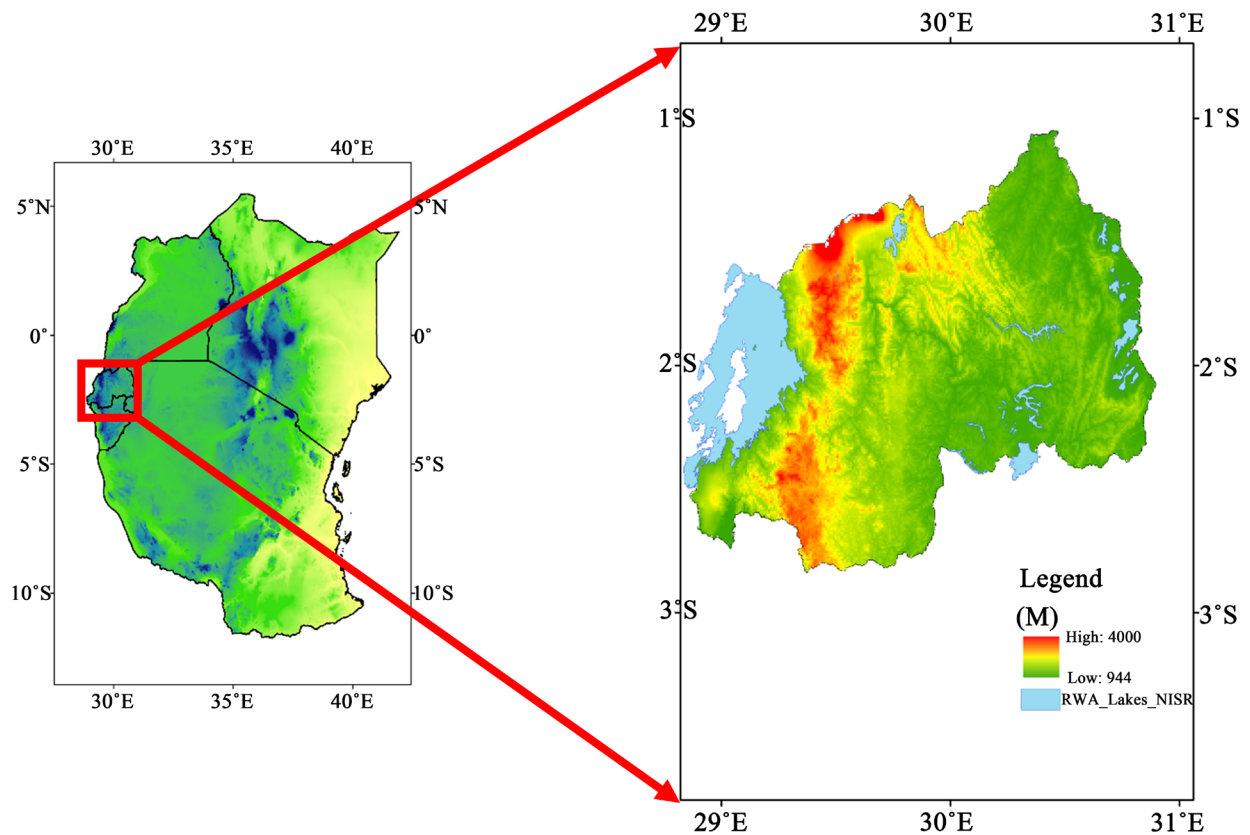 29˚E 30˚E 31˚E
1˚S 1˚S
30˚E 35˚E 40˚E
5˚N 5˚N
0˚ 0˚
2˚S 2˚S
5˚S 5˚S
10˚S 10˚S
30˚E 35˚E 40˚E
Legend
(M)
3˚S 3˚S
High: 4000
Low: 944
RWA_Lakes_NISR
29˚E 30˚E 31˚E